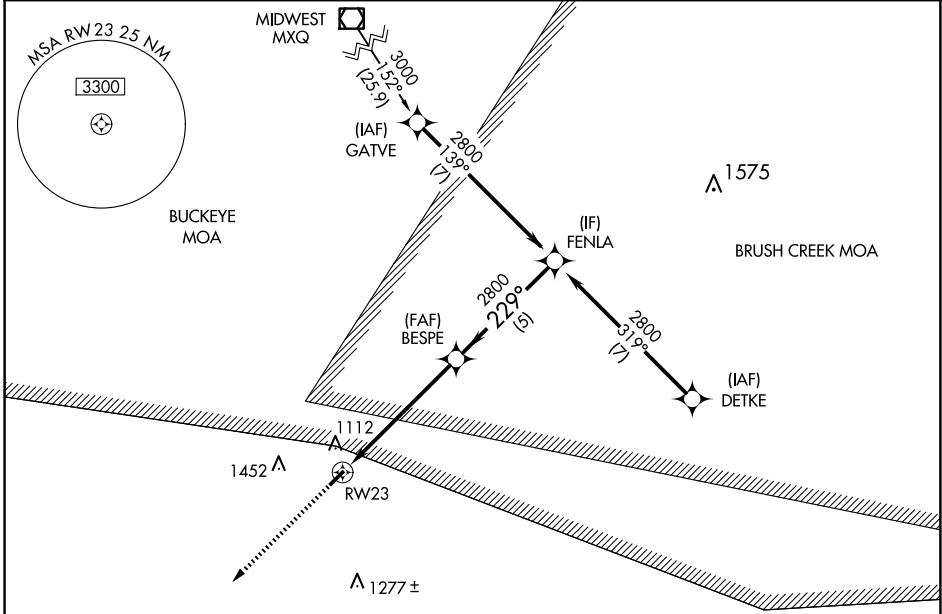 MSA RW 23 25 NM
3300
MIDWEST
MXQ
3000
152°
(25.9)
(IAF)
GATVE
2800
139°
(7)
1575
BUCKEYE
MOA
(IF)
FENLA
BRUSH CREEK MOA
2800
229°
(5)
(FAF)
BESPE
2800
319°
(7)
(IAF)
DETKE
1112
1452
RW23
1277 ±